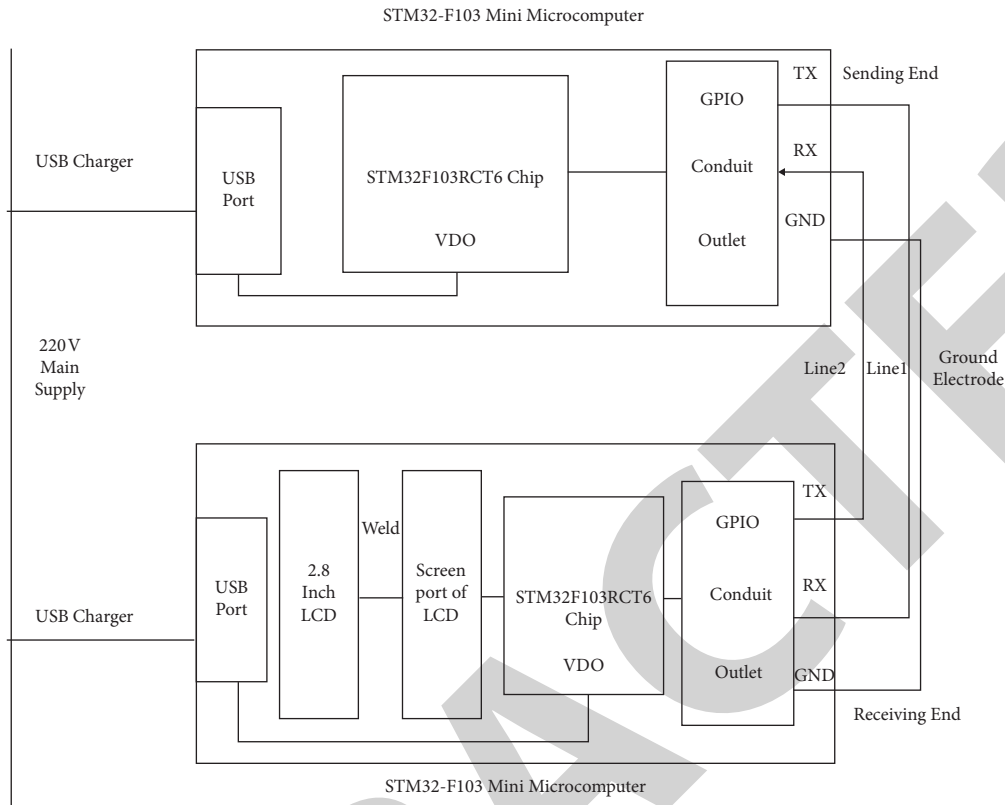 STM32-F103 Mini Microcomputer
TX
Sending End
GPIO
USB Charger
RX
USB
Port
STM32F103RCT6 Chip
Conduit
GND
VDO
Outlet
220 V
Main
Supply
Line2
Line1
Ground
Electrode
TX
Weld
GPIO
USB
Port
2.8
Inch
LCD
Screen
port of
LCD
STM32F103RCT6
Chip
Conduit
RX
USB Charger
VDO
Outlet
GND
Receiving End
STM32-F103 Mini Microcomputer